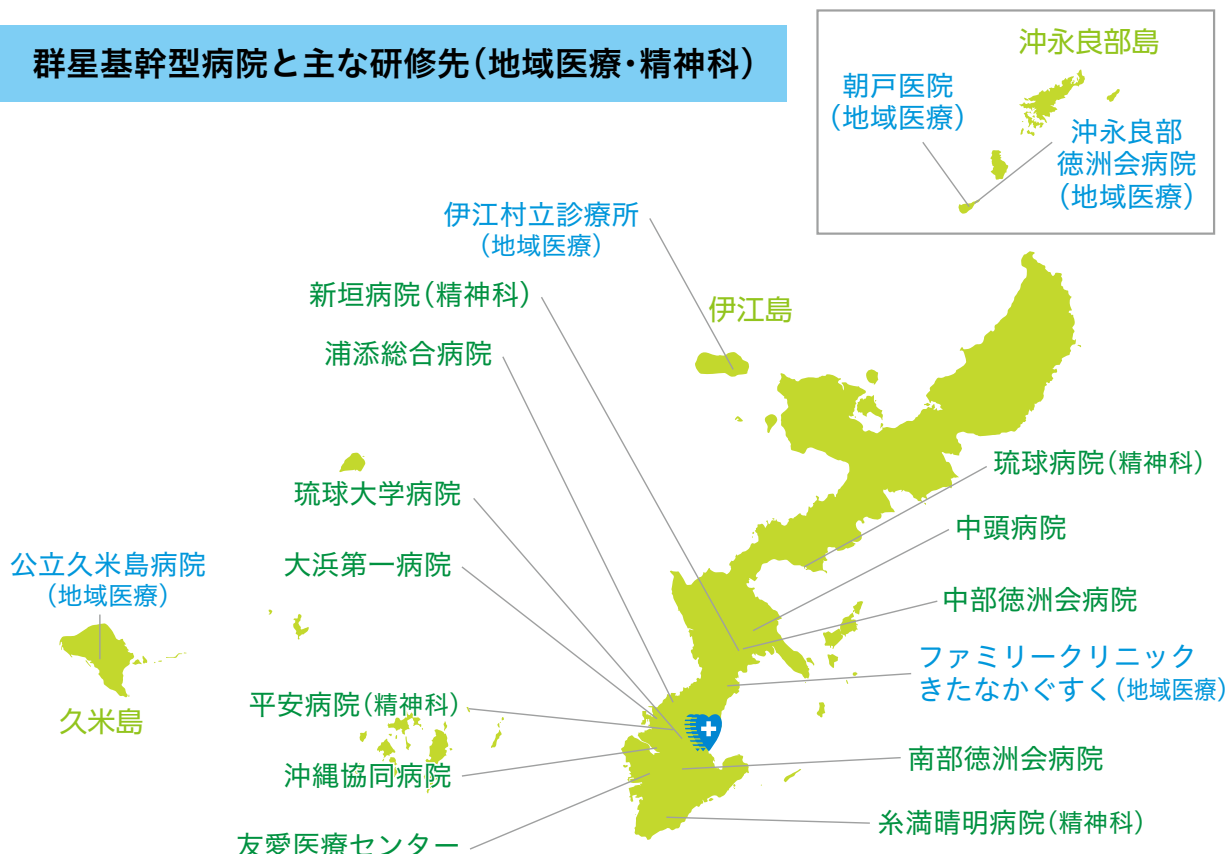 群星基幹型病院と主な研修先(地域医療・精神科)
沖永良部島
朝戸医院
(地域医療)
沖永良部
徳洲会病院
(地域医療)
伊江村立診療所
(地域医療)
新垣病院(精神科)
伊江島
浦添総合病院
琉球病院(精神科)
琉球大学病院
中頭病院
公立久米島病院
(地域医療)
大浜第一病院
中部徳洲会病院
ファミリークリニック
きたなかぐすく(地域医療)
平安病院(精神科)
久米島
南部徳洲会病院
沖縄協同病院
糸満晴明病院(精神科)
友愛医療センター